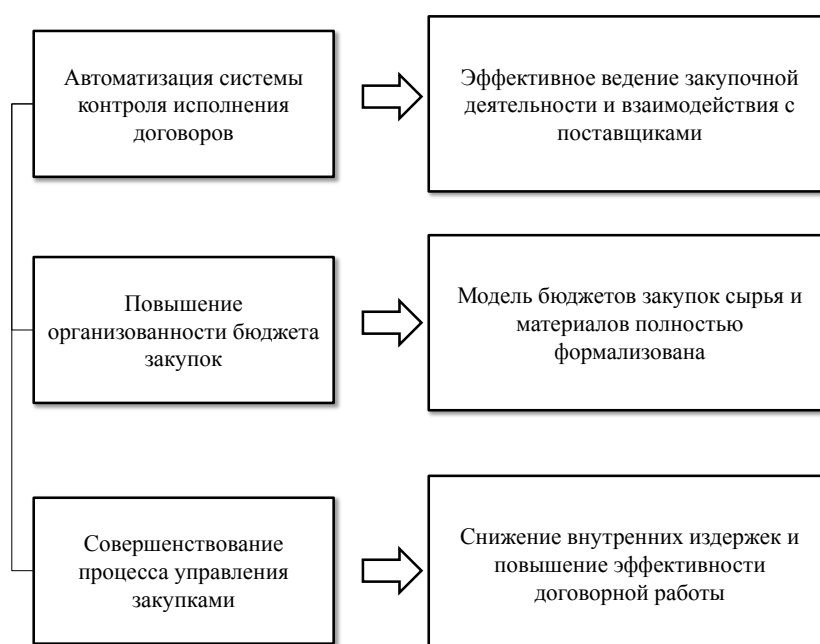 Автоматизация системы
контроля исполнения
договоров
Эффективное ведение закупочной
деятельности и взаимодействия с
поставщиками
Повышение
организованности бюджета
закупок
Модель бюджетов закупок сырья и
материалов полностью
формализована
Совершенствование
процесса управления
закупками
Снижение внутренних издержек и
повышение эффективности
договорной работы